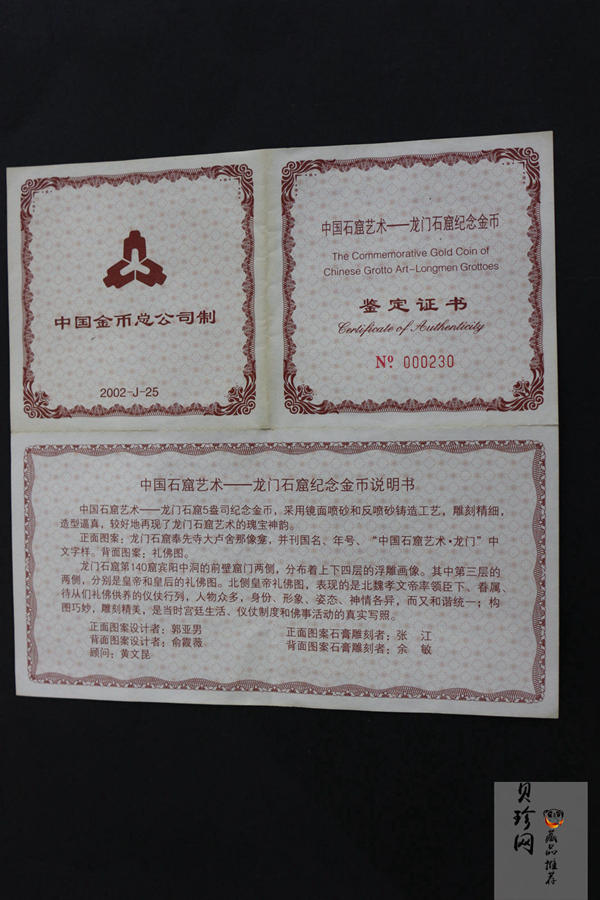 中国金币总公司制
2002-J-25
中国石窟艺术——龙门石窟纪念金币
The Commemorative Gold Coin of
Chinese Grotto Art-Longmen Grottoes
鉴定证书
Certificate of Authenticity
Nº 000230
中国石窟艺术——龙门石窟纪念金币说明书
中国石窟艺术——龙门石窟5盎司纪念金币，采用镜面喷砂和反喷砂铸造工艺，雕刻精细，
造型逼真，较好地再现了龙门石窟艺术的瑰宝神韵。
正面图案：龙门石窟奉先寺大卢舍那像龛，并刊国名、年号、“中国石窟艺术·龙门”中
文字样。背面图案：礼佛图。
龙门石窟第140窟宾阳中洞的前壁窟门两侧，分布着上下四层的浮雕画像。其中第三层的
两侧，分别是皇帝和皇后的礼佛图。北侧皇帝礼佛图，表现的是北魏孝文帝率领臣下、眷属、
待从们礼佛供养的仪仗行列，人物众多，身份、形象、姿态、神情各异，而又和谐统一；构
图巧妙，雕刻精美，是当时宫廷生活、仪仗制度和佛事活动的真实写照。
正面图案设计者：郭亚男
正面图案石膏雕刻者：张 江
背面图案设计者：俞霞薇
背面图案石膏雕刻者：余 敏
顾问：黄文昆
贝珍网
藏品推荐